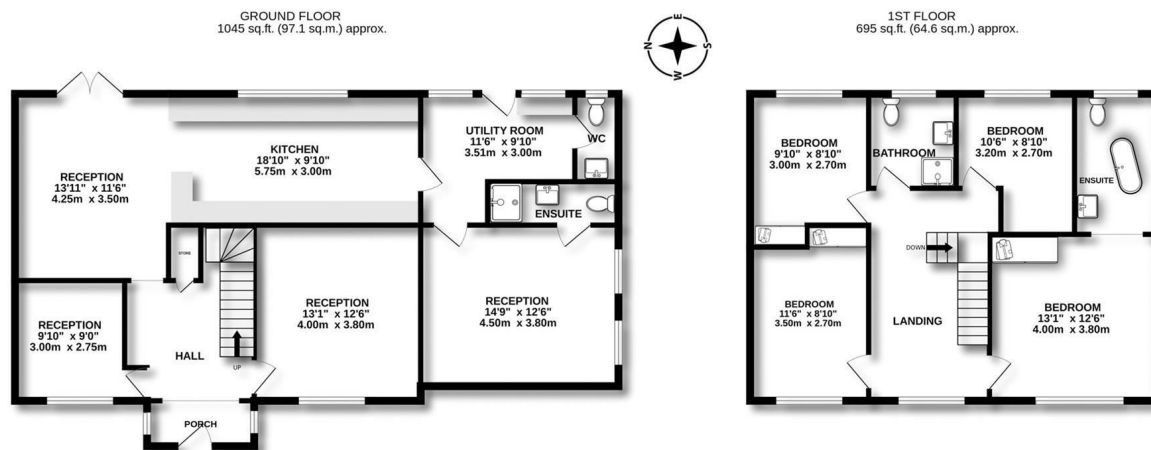 GROUND FLOOR
1045 sq.ft. (97.1 sq.m.) approx.
N
E
S
W
RECEPTION
13'11" x 11'6"
4.25m x 3.50m
KITCHEN
18'10" x 9'10"
5.75m x 3.00m
UTILITY ROOM
11'6" x 9'10"
3.51m x 3.00m
WC
ENSUITE
STORE
RECEPTION
9'10" x 9'0"
3.00m x 2.75m
HALL
UP
RECEPTION
13'1" x 12'6"
4.00m x 3.80m
RECEPTION
14'9" x 12'6"
4.50m x 3.80m
PORCH
1ST FLOOR
695 sq.ft. (64.6 sq.m.) approx.
BEDROOM
9'10" x 8'10"
3.00m x 2.70m
BATHROOM
BEDROOM
10'6" x 8'10"
3.20m x 2.70m
ENSUITE
DOWN
BEDROOM
11'6" x 8'10"
3.50m x 2.70m
LANDING
BEDROOM
13'1" x 12'6"
4.00m x 3.80m